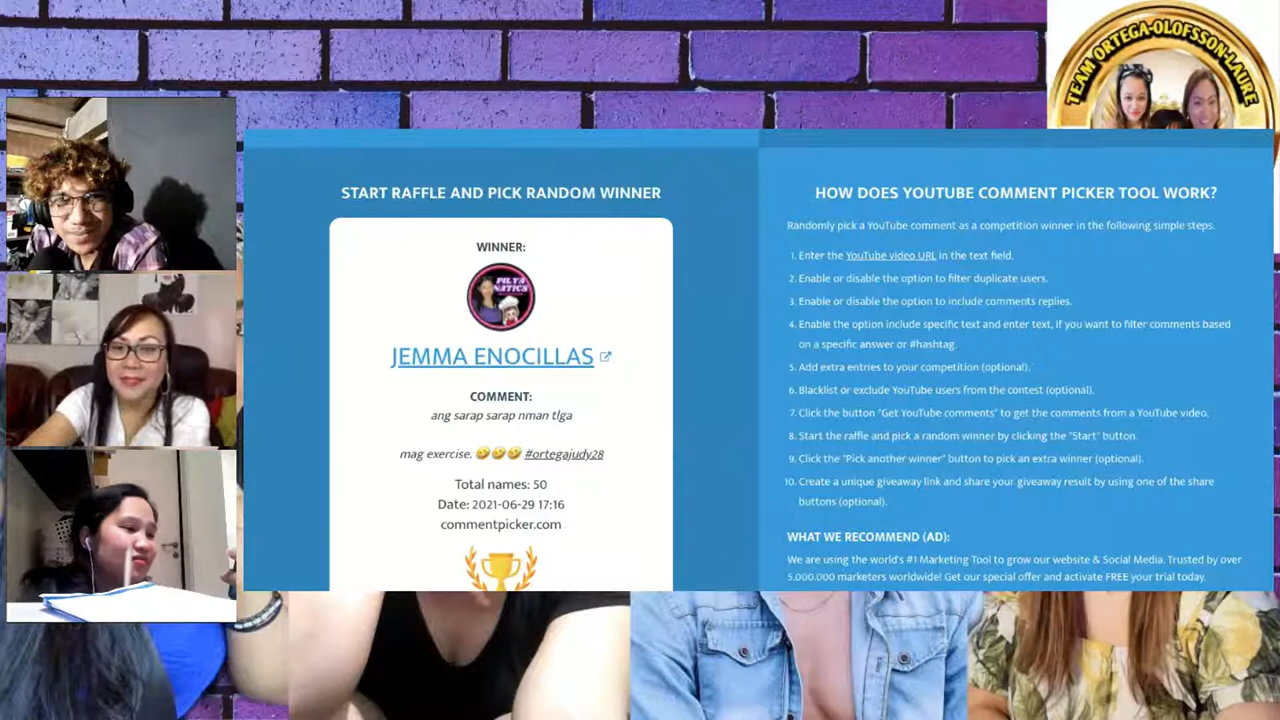 TEAM ORTEGA-OLOFSSON-LAURE
START RAFFLE AND PICK RANDOM WINNER
WINNER:
PILYA
NATICS
JEMMA ENOCILLAS
COMMENT:
ang sarap sarap nman tlga
mag exercise. 🤣🤣🤣 #ortegajudy28
Total names: 50
Date: 2021-06-29 17:16
commentpicker.com
HOW DOES YOUTUBE COMMENT PICKER TOOL WORK?
Randomly pick a YouTube comment as a competition winner in the following simple steps.
1. Enter the YouTube video URL in the text field.
2. Enable or disable the option to filter duplicate users.
3. Enable or disable the option to include comments replies.
4. Enable the option include specific text and enter text, if you want to filter comments based
on a specific answer or #hashtag.
5. Add extra entries to your competition (optional).
6. Blacklist or exclude YouTube users from the contest (optional).
7. Click the button "Get YouTube comments" to get the comments from a YouTube video.
8. Start the raffle and pick a random winner by clicking the "Start" button.
9. Click the "Pick another winner" button to pick an extra winner (optional).
10. Create a unique giveaway link and share your giveaway result by using one of the share
buttons (optional).
WHAT WE RECOMMEND (AD):
We are using the world's #1 Marketing Tool to grow our website & Social Media. Trusted by over
5.000.000 marketers worldwide! Get our special offer and activate FREE your trial today.